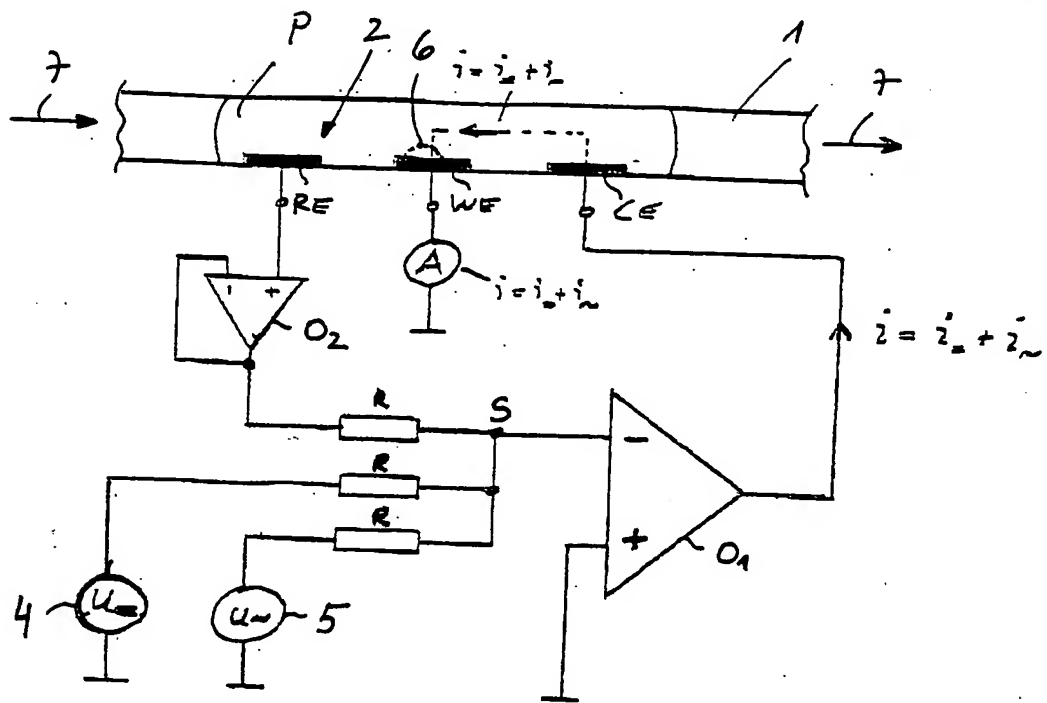 P 2 6 1
7 i = i₌ + i₋ 7
RE WE CE
A
i = i₌ + i~
- +
O₂
i = i₌ + i~
R S
-
R
R
+ O₁
4 U₌ U~ 5